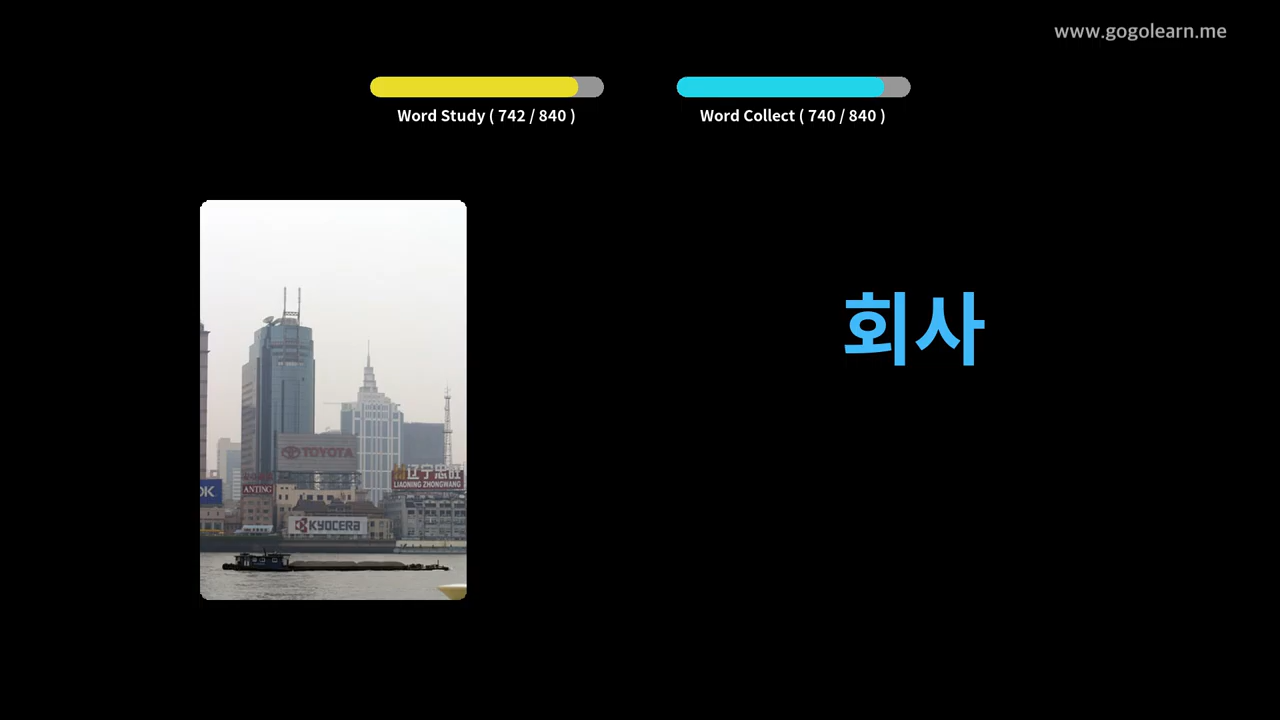 www.gogolearn.me
Word Study ( 742 / 840 )
Word Collect ( 740 / 840 )
회사
TOYOTA
辽宁忠旺
LIAONING ZHONGWANG
OK
ANTING
KYOCERA